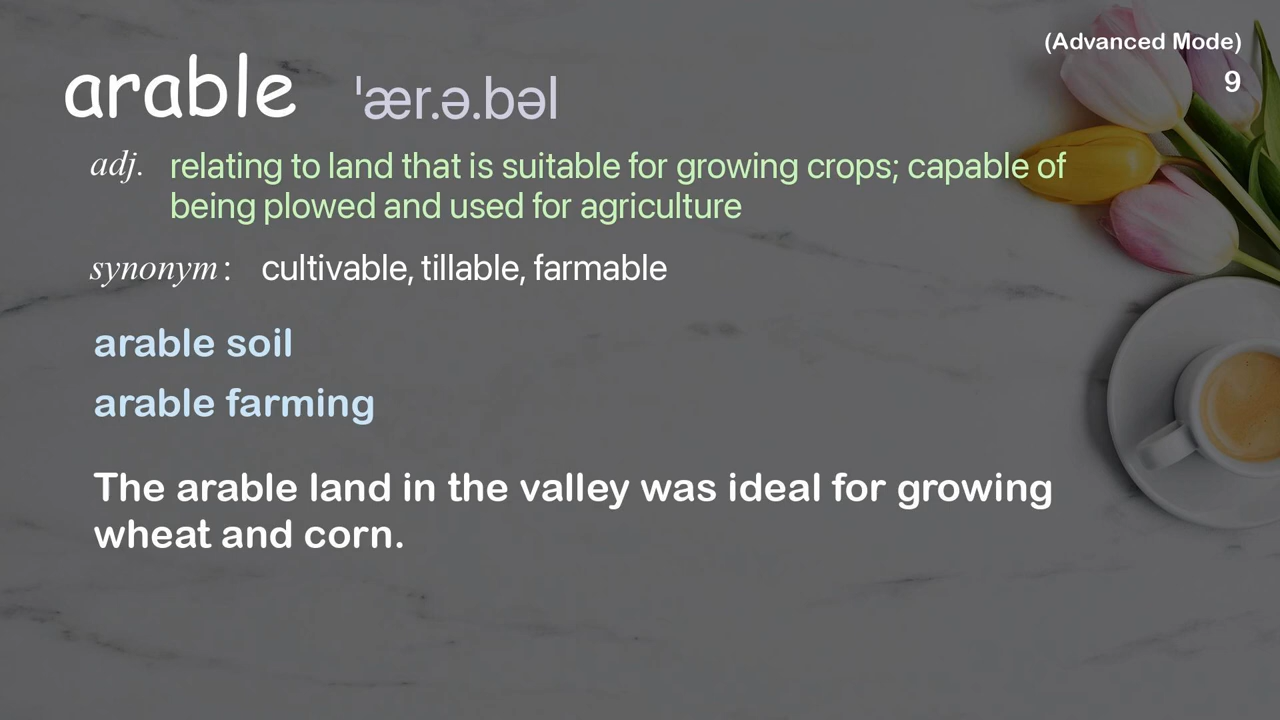 (Advanced Mode)
9
arable ˈær.ə.bəl
adj. relating to land that is suitable for growing crops; capable of
being plowed and used for agriculture
synonym: cultivable, tillable, farmable
arable soil
arable farming
The arable land in the valley was ideal for growing
wheat and corn.